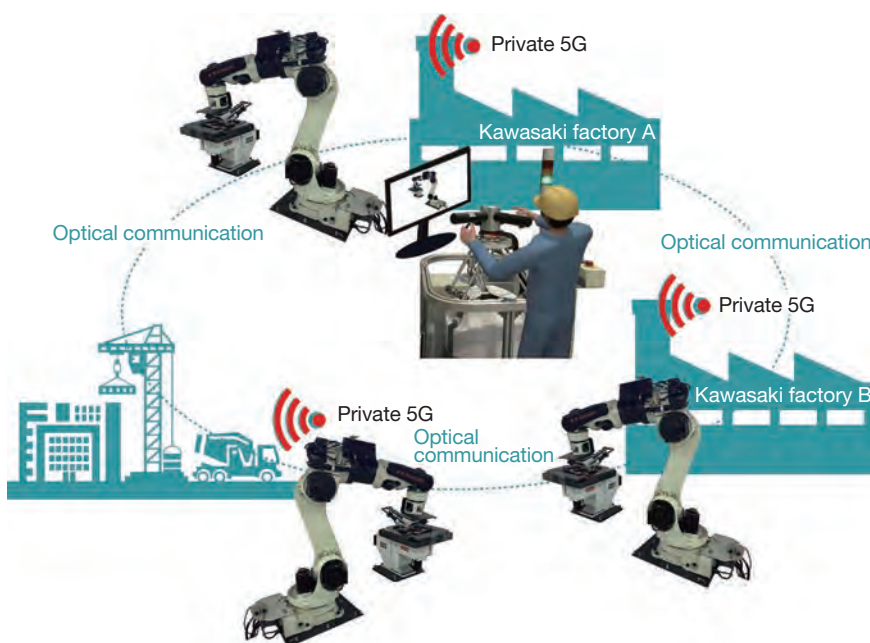 Private 5G
Kawasaki factory A
Optical communication
Optical communication
Private 5G
Kawasaki factory B
Private 5G
Optical
communication